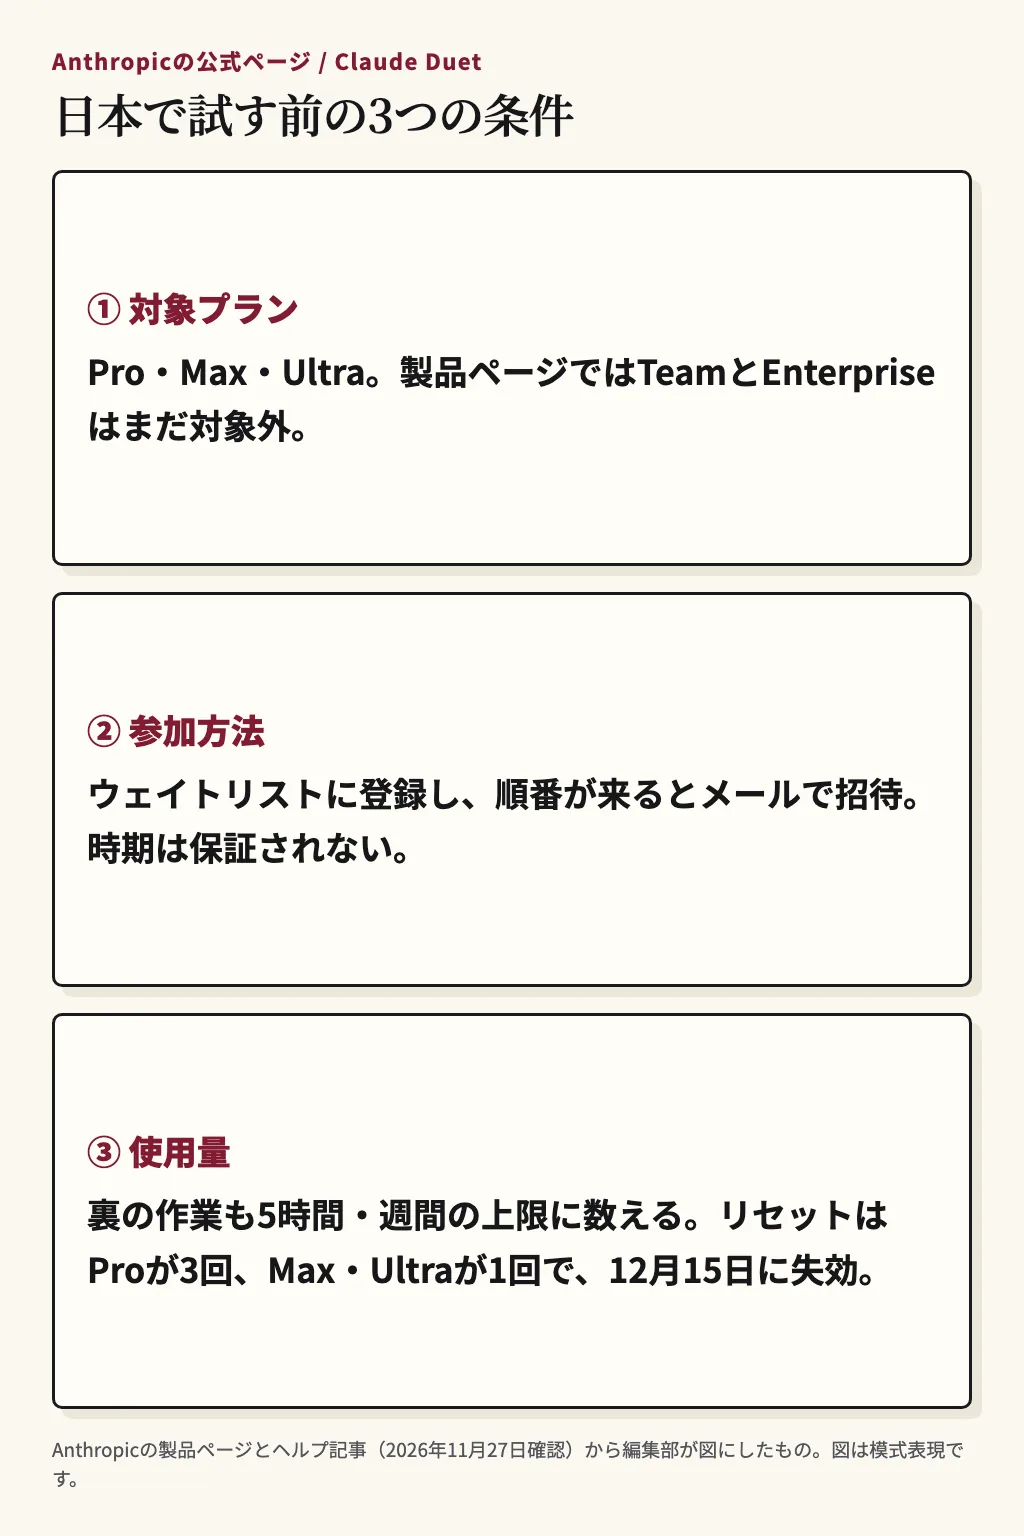 Anthropicの公式ページ / Claude Duet
日本で試す前の3つの条件
① 対象プラン
Pro・Max・Ultra。製品ページではTeamとEnterprise
はまだ対象外。
② 参加方法
ウェイトリストに登録し、順番が来るとメールで招待。
時期は保証されない。
③ 使用量
裏の作業も5時間・週間の上限に数える。リセットは
Proが3回、Max・Ultraが1回で、12月15日に失効。
Anthropicの製品ページとヘルプ記事（2026年11月27日確認）から編集部が図にしたもの。図は模式表現で
す。